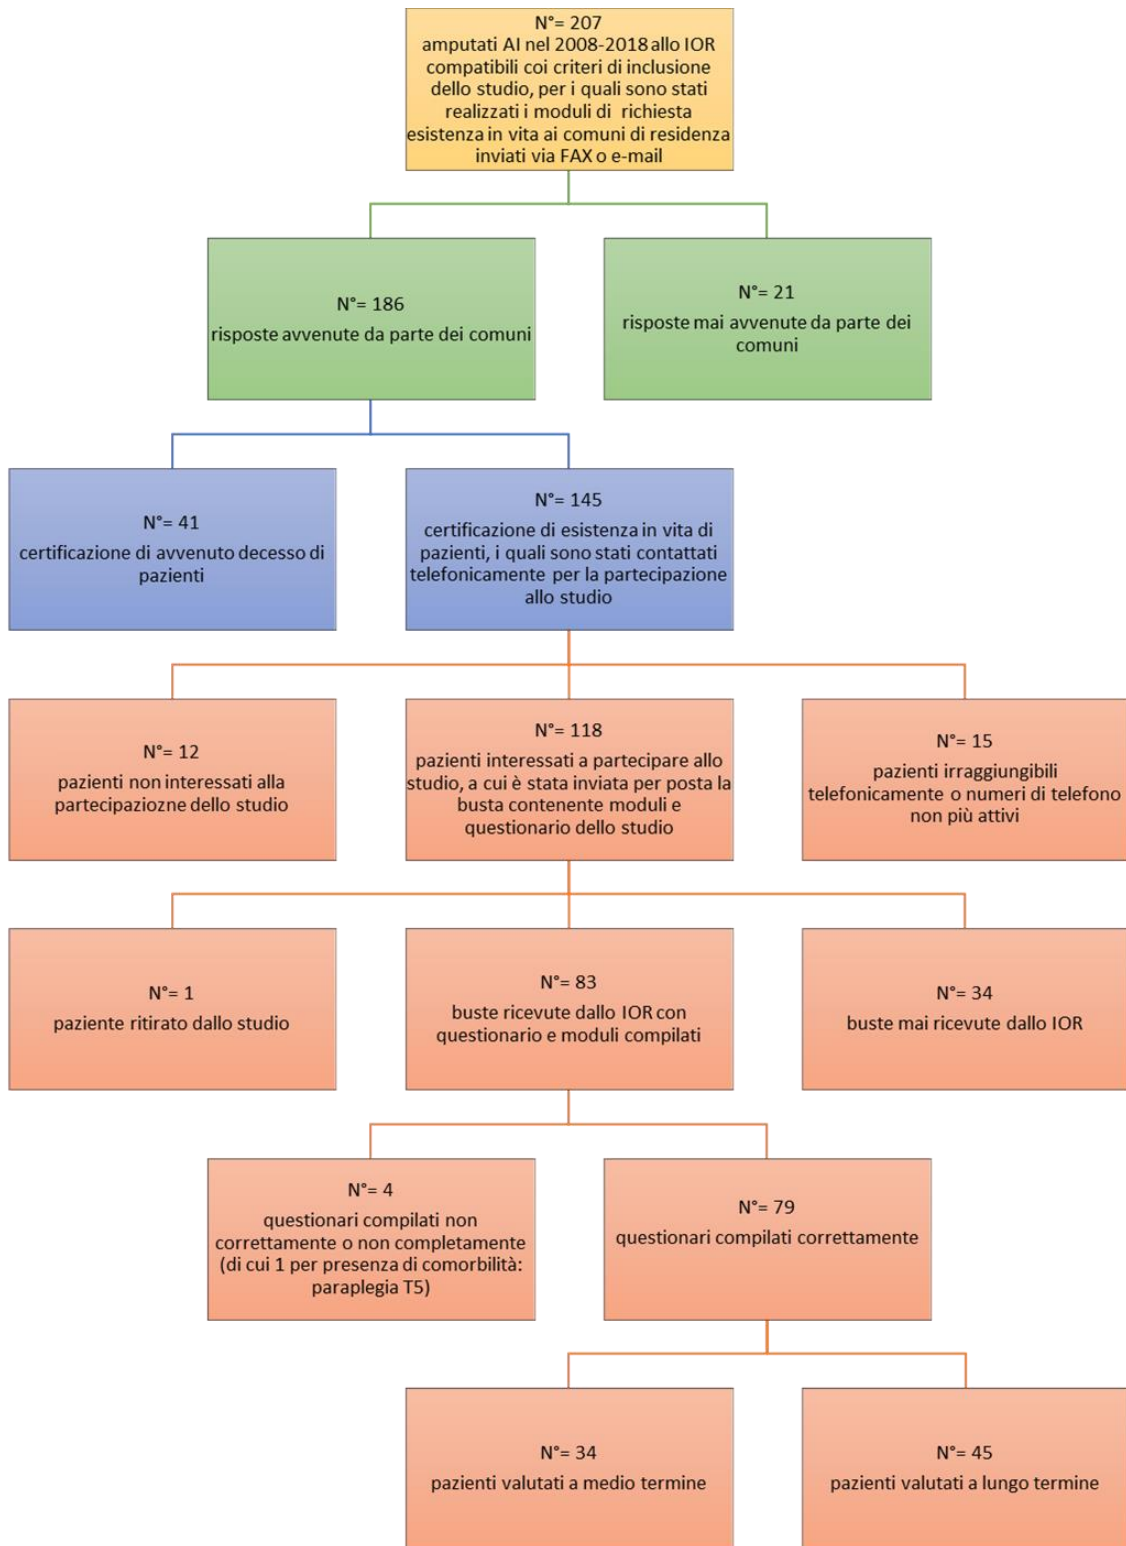 N°= 207
amputati AI nel 2008-2018 allo IOR
compatibili coi criteri di inclusione
dello studio, per i quali sono stati
realizzati i moduli di richiesta
esistenza in vita ai comuni di residenza
inviati via FAX o e-mail
N°= 186
risposte avvenute da parte dei comuni
N°= 21
risposte mai avvenute da parte dei
comuni
N°= 41
certificazione di avvenuto decesso di
pazienti
N°= 145
certificazione di esistenza in vita di
pazienti, i quali sono stati contattati
telefonicamente per la partecipazione
allo studio
N°= 12
pazienti non interessati alla
partecipaziozne dello studio
N°= 118
pazienti interessati a partecipare allo
studio, a cui è stata inviata per posta la
busta contenente moduli e
questionario dello studio
N°= 15
pazienti irraggiungibili
telefonicamente o numeri di telefono
non più attivi
N°= 1
paziente ritirato dallo studio
N°= 83
buste ricevute dallo IOR con
questionario e moduli compilati
N°= 34
buste mai ricevute dallo IOR
N°= 4
questionari compilati non
correttamente o non completamente
(di cui 1 per presenza di comorbilità:
paraplegia T5)
N°= 79
questionari compilati correttamente
N°= 34
pazienti valutati a medio termine
N°= 45
pazienti valutati a lungo termine